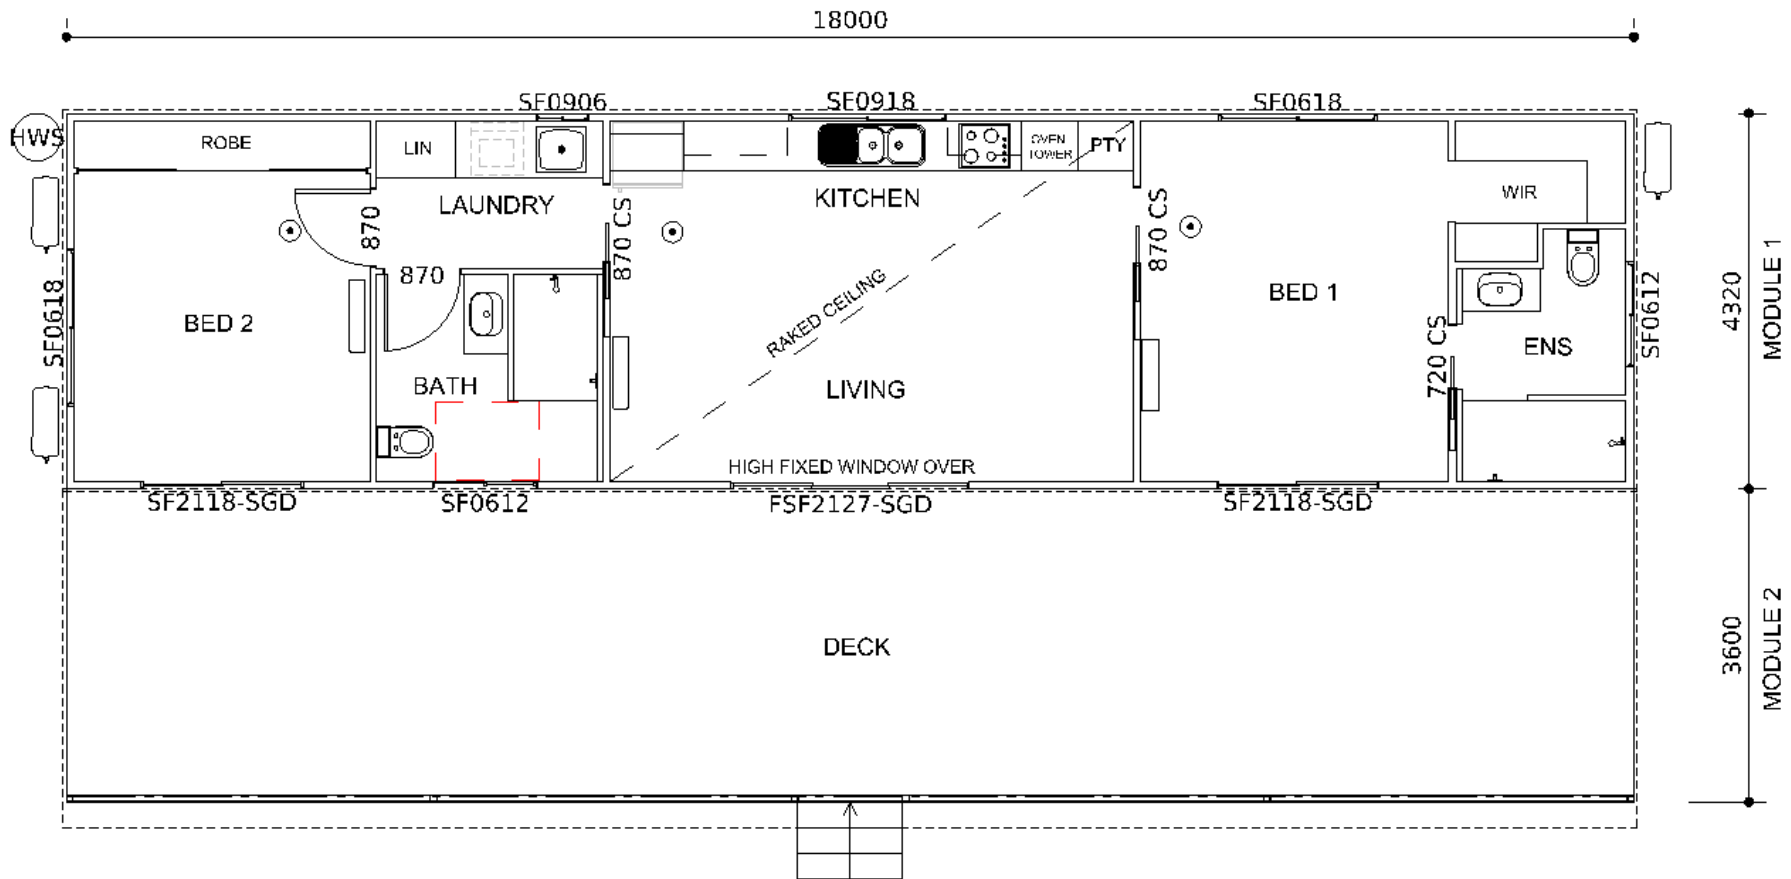 18000
SF0906
SF0918
SF0618
HWS
ROBE
LIN
OVEN
TOWER
PTY
WIR
LAUNDRY
KITCHEN
870
870 CS
870 CS
870
BED 2
BED 1
RAKED CEILING
SF0618
SF0612
4320
MODULE 1
720 CS
ENS
BATH
LIVING
HIGH FIXED WINDOW OVER
SF2118-SGD
SF0612
FSF2127-SGD
SF2118-SGD
DECK
3600
MODULE 2